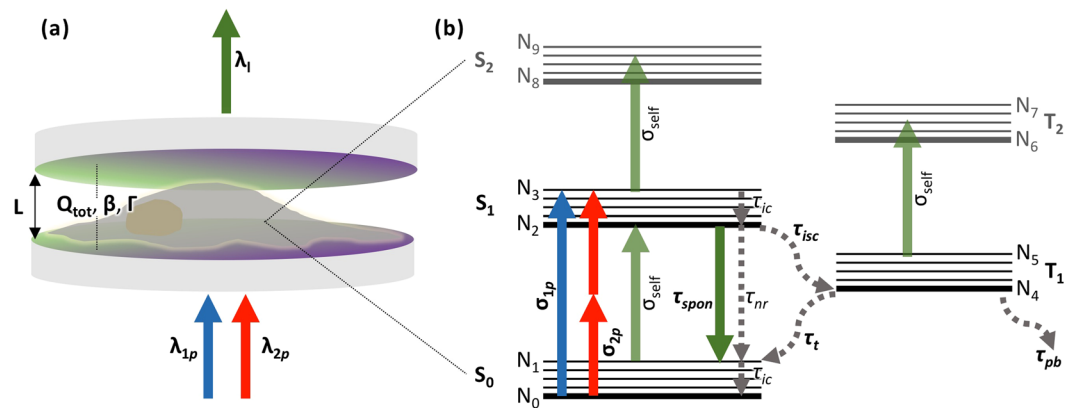 (a)
λl
L
Qtot, β, Γ
λ1p
λ2p
(b)
S2
S1
S0
N9
N8
σself
N3
N2
τic
σ1p
σ2p
σself
τspon
τnr
N1
N0
τic
τisc
τt
N7
N6
T2
σself
N5
N4
T1
τpb